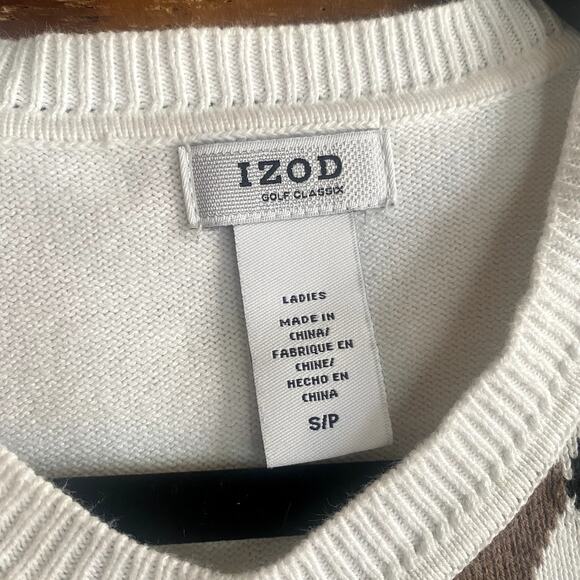 IZOD
GOLF CLASSIX
LADIES
MADE IN
CHINA/
FABRIQUE EN
CHINE/
HECHO EN
CHINA
S/P